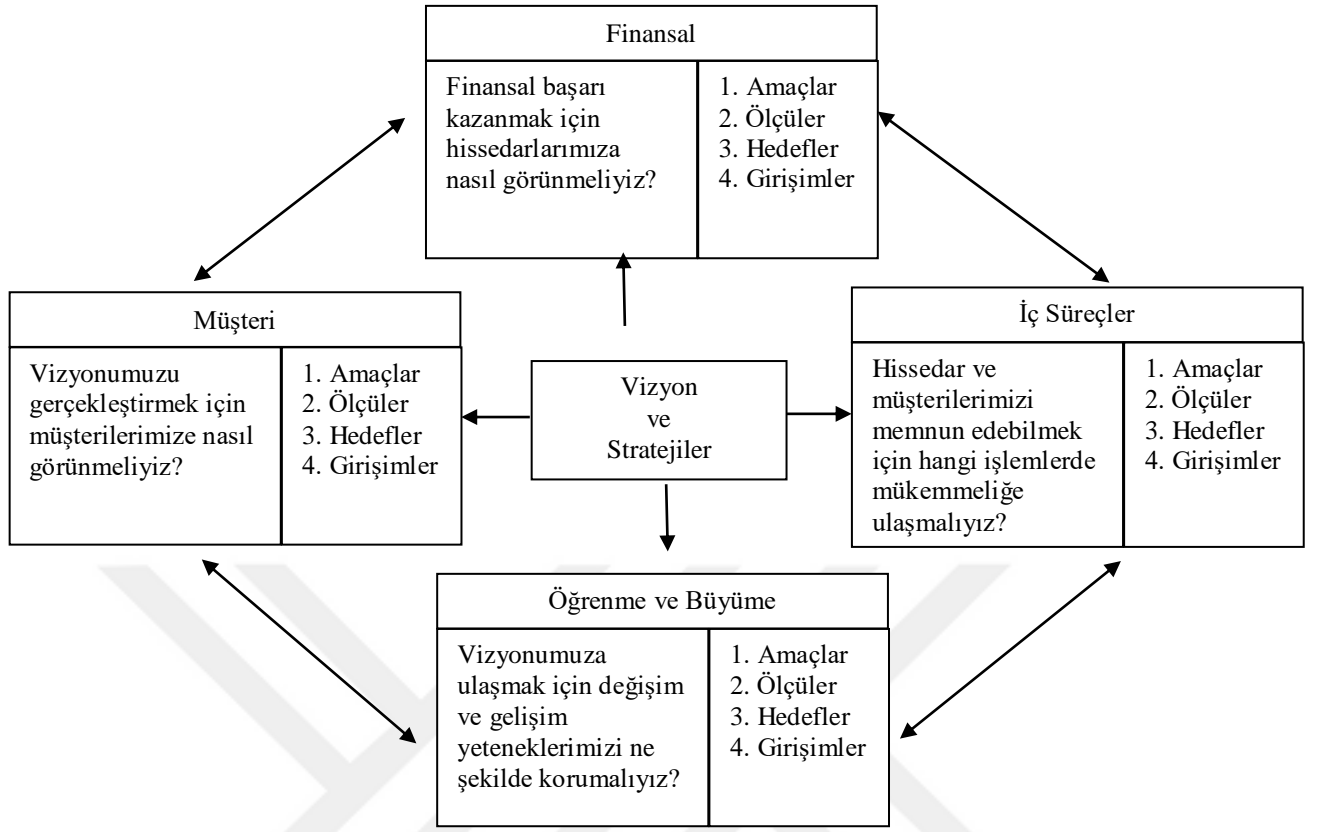 Finansal
Finansal başarı
kazanmak için
hissedarlarımıza
nasıl görünmeliyiz?
1. Amaçlar
2. Ölçüler
3. Hedefler
4. Girişimler
Müşteri
Vizyonumuzu
gerçekleştirmek için
müşterilerimize nasıl
görünmeliyiz?
1. Amaçlar
2. Ölçüler
3. Hedefler
4. Girişimler
Vizyon
ve
Stratejiler
İç Süreçler
Hissedar ve
müşterilerimizi
memnun edebilmek
için hangi işlemlerde
mükemmeliğe
ulaşmalıyız?
1. Amaçlar
2. Ölçüler
3. Hedefler
4. Girişimler
Öğrenme ve Büyüme
Vizyonumuza
ulaşmak için değişim
ve gelişim
yeteneklerimizi ne
şekilde korumalıyız?
1. Amaçlar
2. Ölçüler
3. Hedefler
4. Girişimler